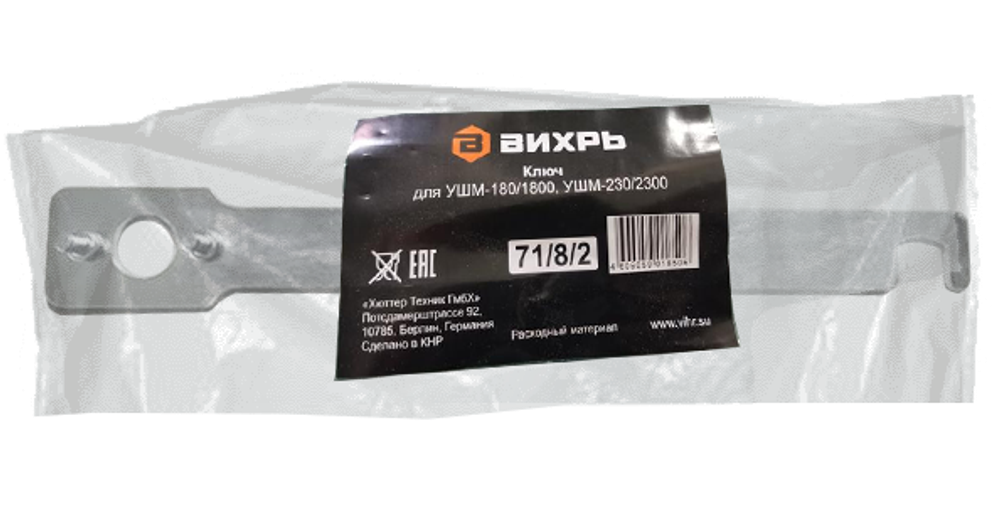 ВИХРЬ
Ключ
для УШМ-180/1800, УШМ-230/2300
EAC
71/8/2
«Хюттер Техник ГмбХ»
Потсдамерштрассе 92,
10785, Берлин, Германия
Сделано в КНР
Расходный материал
www.vihr.su